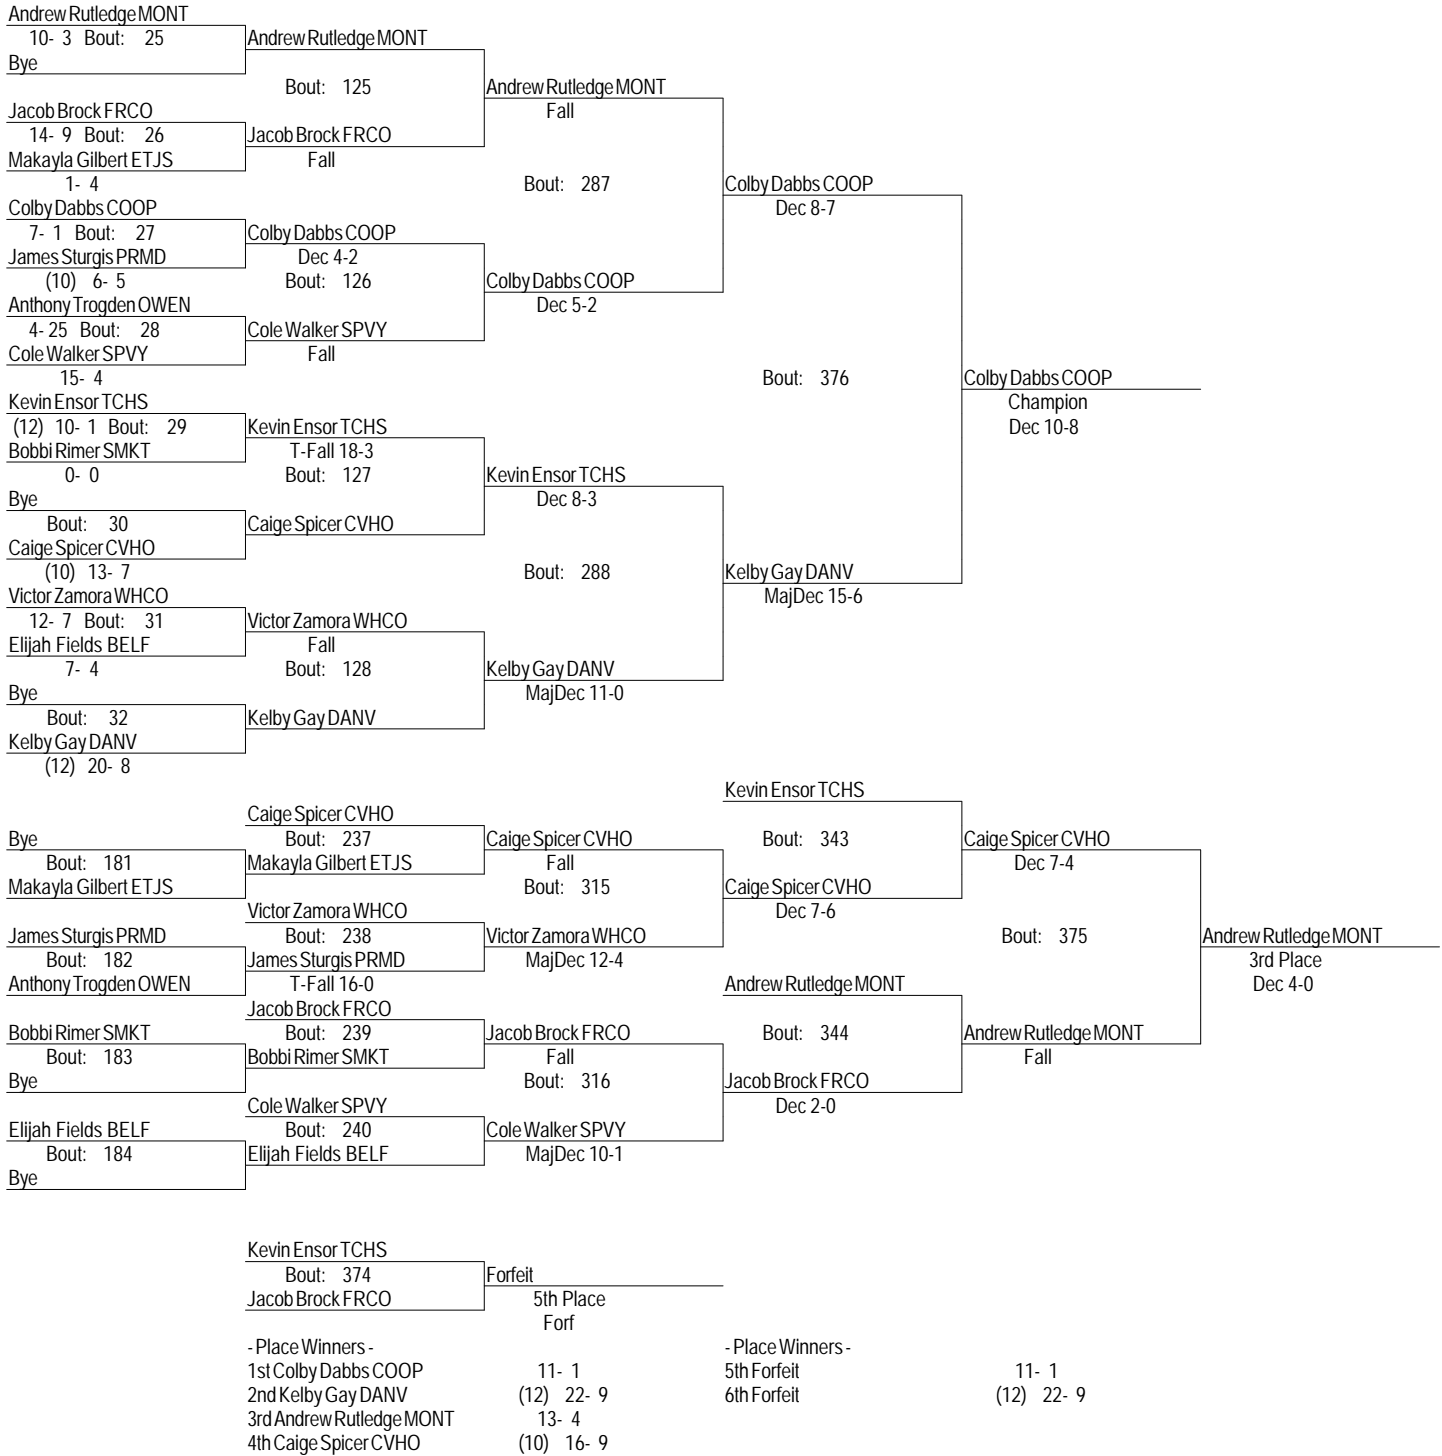 Andrew Rutledge MONT
10- 3 Bout: 25 Andrew Rutledge MONT
Bye
Bout: 125 Andrew Rutledge MONT
Jacob Brock FRCO Fall
14- 9 Bout: 26 Jacob Brock FRCO
Makayla Gilbert ETJS Fall
1- 4 Bout: 287 Colby Dabbs COOP
Colby Dabbs COOP Dec 8-7
7- 1 Bout: 27 Colby Dabbs COOP
James Sturgis PRMD Dec 4-2
(10) 6- 5 Bout: 126 Colby Dabbs COOP
Anthony Trogden OWEN Dec 5-2
4- 25 Bout: 28 Cole Walker SPVY
Cole Walker SPVY Fall
15- 4 Bout: 376 Colby Dabbs COOP
Kevin Ensor TCHS Champion
(12) 10- 1 Bout: 29 Kevin Ensor TCHS Dec 10-8
Bobbi Rimer SMKT T-Fall 18-3
0- 0 Bout: 127 Kevin Ensor TCHS
Bye Dec 8-3
Bout: 30 Caige Spicer CVHO
Caige Spicer CVHO
(10) 13- 7 Bout: 288 Kelby Gay DANV
Victor Zamora WHCO MajDec 15-6
12- 7 Bout: 31 Victor Zamora WHCO
Elijah Fields BELF Fall
7- 4 Bout: 128 Kelby Gay DANV
Bye MajDec 11-0
Bout: 32 Kelby Gay DANV
Kelby Gay DANV
(12) 20- 8
Kevin Ensor TCHS
Caige Spicer CVHO
Bye Bout: 237 Caige Spicer CVHO Bout: 343 Caige Spicer CVHO
Bout: 181 Makayla Gilbert ETJS Fall Dec 7-4
Makayla Gilbert ETJS Bout: 315 Caige Spicer CVHO
Victor Zamora WHCO Dec 7-6
James Sturgis PRMD Bout: 238 Victor Zamora WHCO Bout: 375 Andrew Rutledge MONT
Bout: 182 James Sturgis PRMD MajDec 12-4 3rd Place
Anthony Trogden OWEN T-Fall 16-0 Andrew Rutledge MONT Dec 4-0
Jacob Brock FRCO
Bobbi Rimer SMKT Bout: 239 Jacob Brock FRCO Bout: 344 Andrew Rutledge MONT
Bout: 183 Bobbi Rimer SMKT Fall Fall
Bye Bout: 316 Jacob Brock FRCO
Cole Walker SPVY Dec 2-0
Elijah Fields BELF Bout: 240 Cole Walker SPVY
Bout: 184 Elijah Fields BELF MajDec 10-1
Bye
Kevin Ensor TCHS
Bout: 374 Forfeit
Jacob Brock FRCO 5th Place
Forf
- Place Winners - - Place Winners -
1st Colby Dabbs COOP 11- 1 5th Forfeit 11- 1
2nd Kelby Gay DANV (12) 22- 9 6th Forfeit (12) 22- 9
3rd Andrew Rutledge MONT 13- 4
4th Caige Spicer CVHO (10) 16- 9